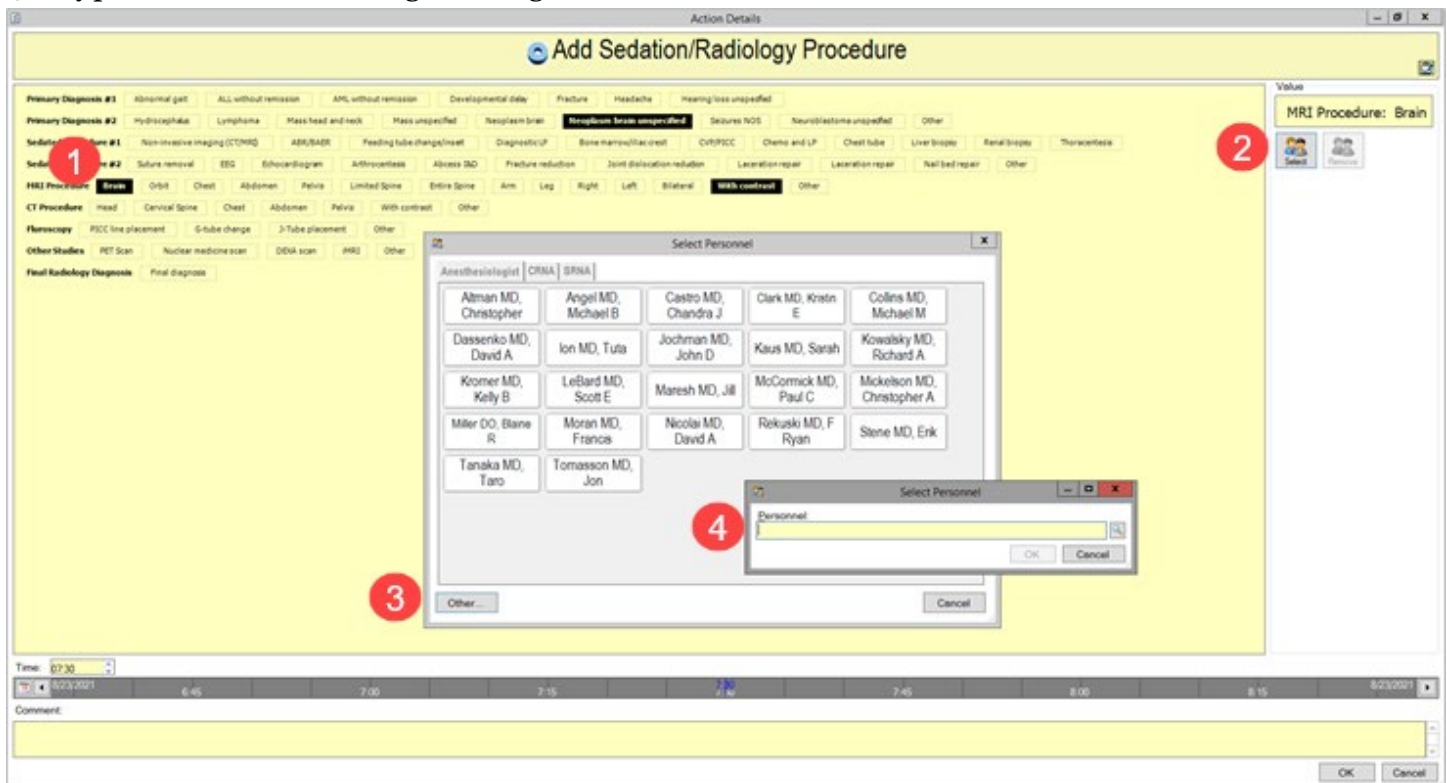 Action Details
Add Sedation/Radiology Procedure
Primary Diagnosis #1 Abnormal gait ALL without remission AML without remission Developmental delay Fracture Headache Hearing loss unspedfied
Primary Diagnosis #2 Hydrocephalus Lymphoma Mass head and neck Mass unspecified Neoplasm brain Neoplasm brain unspecified Seizures NOS Neuroblastoma unspedfied Other
Non-invasive imaging (CT/MRI) ABR/BAER Feeding tube change/insert Diagnostic LP Bone marrow/iliac crest CVP/PICC Chemo and LP Chest tube Liver biopsy Renal biopsy Thoracentesis
1
Suture removal EEG Echocardiogram Arthrocentesis Abcess I&D Fracture reduction Joint dislocation redution Laceration repair Laceration repair Nail bed repair Other
MRI Procedure Brain Orbit Chest Abdomen Pelvis Limited Spine Entire Spine Arm Leg Right Left Bilateral With contrast Other
CT Procedure Head Cervical Spine Chest Abdomen Pelvis With contrast Other
Fluroscopy PICC line placement G-tube change J-Tube placement Other
Other Studies PET Scan Nuclear medicine scan DEXA scan iMRI Other
Final Radiology Diagnosis Final diagnosis
Value
MRI Procedure: Brain
2
Select Remove
Select Personnel
Anesthesiologist CRNA SRNA
Altman MD, Angel MD, Castro MD, Clark MD, Kristin Collins MD,
Christopher Michael B Chandra J E Michael M
Dassenko MD, Ion MD, Tuta Jochman MD, Kaus MD, Sarah Kowalsky MD,
David A John D Richard A
Kromer MD, LeBard MD, Maresh MD, Jill McCormick MD, Mickelson MD,
Kelly B Scott E Paul C Christopher A
Miller DO, Blaine Moran MD, Nicolai MD, Rekuski MD, F Stene MD, Erik
R Francis David A Ryan
Tanaka MD, Tomasson MD,
Taro Jon
Select Personnel
4
Personnel:
OK Cancel
3
Other... Cancel
Time: 07:30
8/23/2021 6:45 7:00 7:15 7:30 7:45 8:00 8:15 8/23/2021
Comment:
OK Cancel